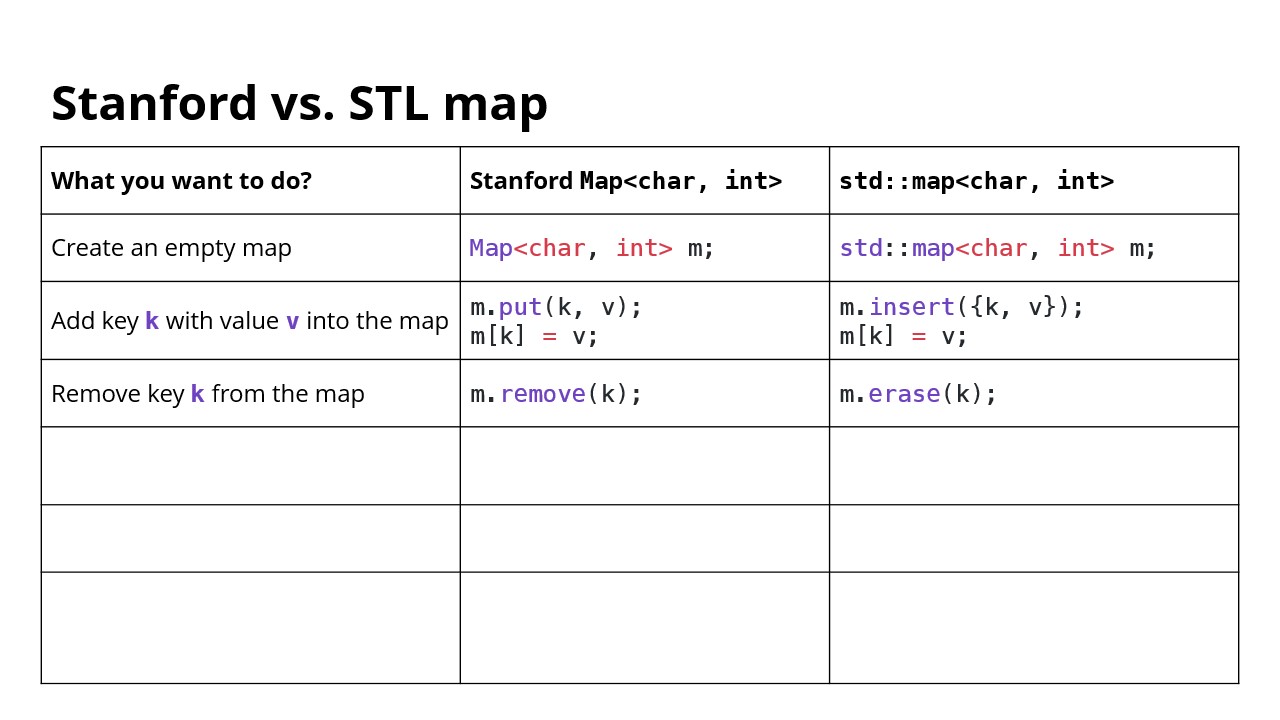 Stanford vs. STL map
What you want to do?
Stanford Map<char, int>
std::map<char, int>
Create an empty map
Map<char, int> m;
std::map<char, int> m;
Add key k with value v into the map
m.put(k, v);
m[k] = v;
m.insert({k, v});
m[k] = v;
Remove key k from the map
m.remove(k);
m.erase(k);